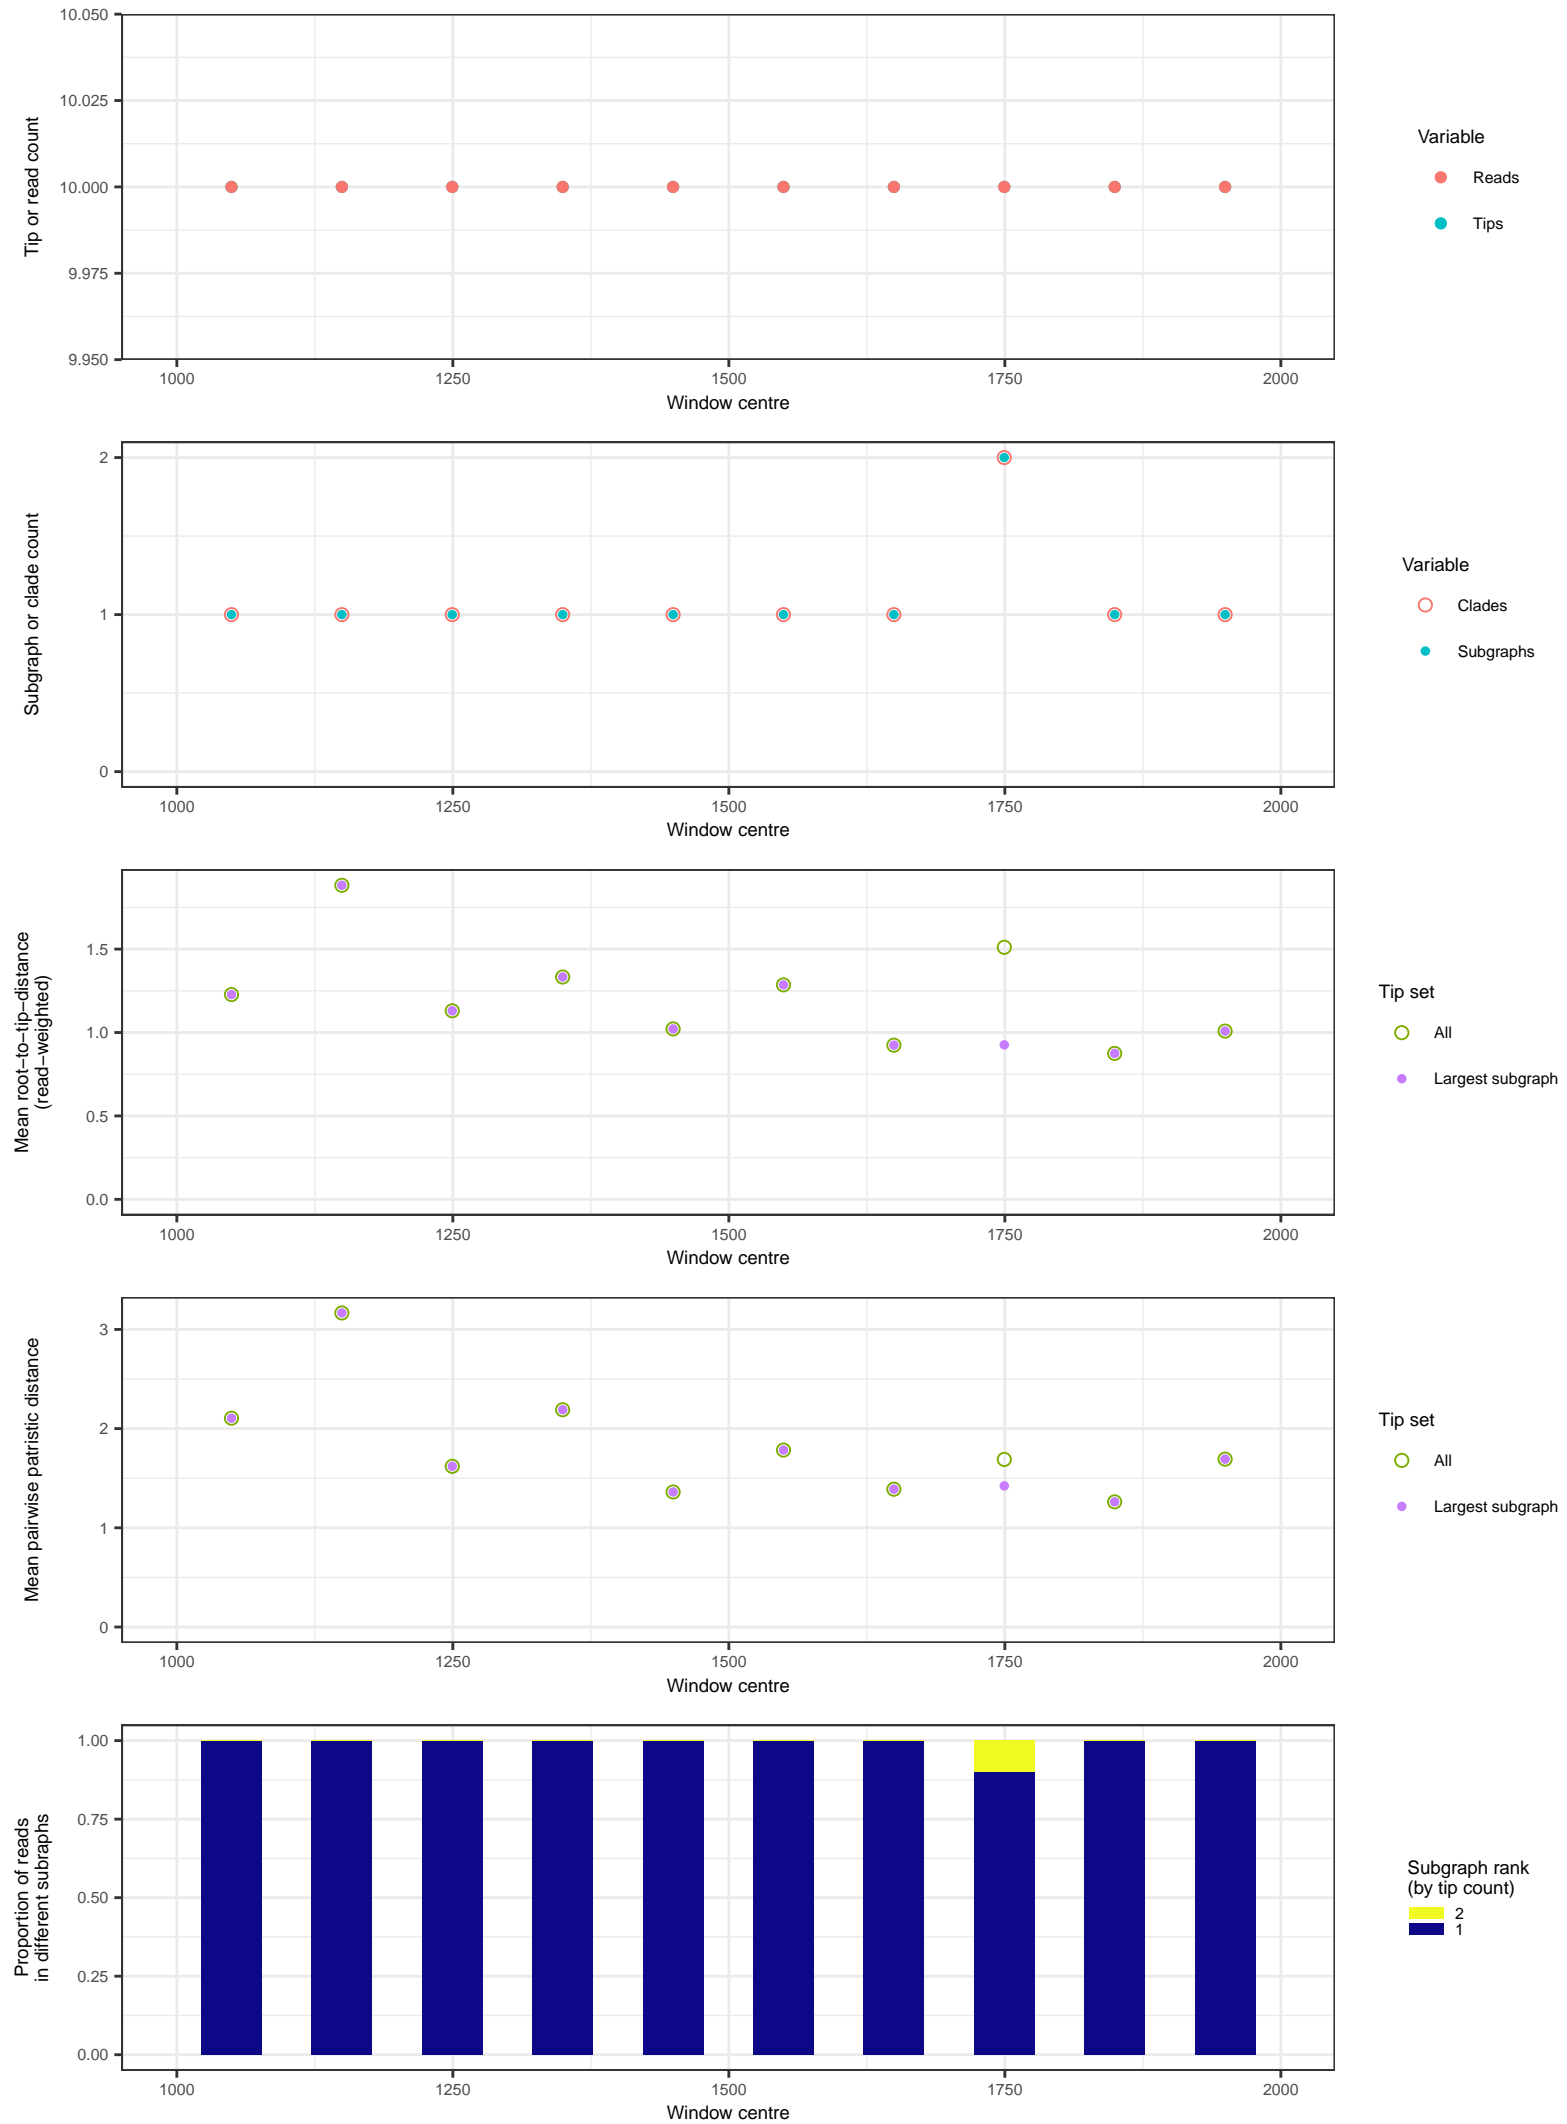 10.050
10.025
10.000
9.975
9.950
Tip or read count
1000 1250 1500 1750 2000
Window centre
Variable
Reads
Tips
2
1
0
Subgraph or clade count
1000 1250 1500 1750 2000
Window centre
Variable
Clades
Subgraphs
1.5
1.0
0.5
0.0
Mean root−to−tip−distance
(read−weighted)
1000 1250 1500 1750 2000
Window centre
Tip set
All
Largest subgraph
3
2
1
0
Mean pairwise patristic distance
1000 1250 1500 1750 2000
Window centre
Tip set
All
Largest subgraph
1.00
0.75
0.50
0.25
0.00
Proportion of reads
in different subraphs
1000 1250 1500 1750 2000
Window centre
Subgraph rank
(by tip count)
2
1